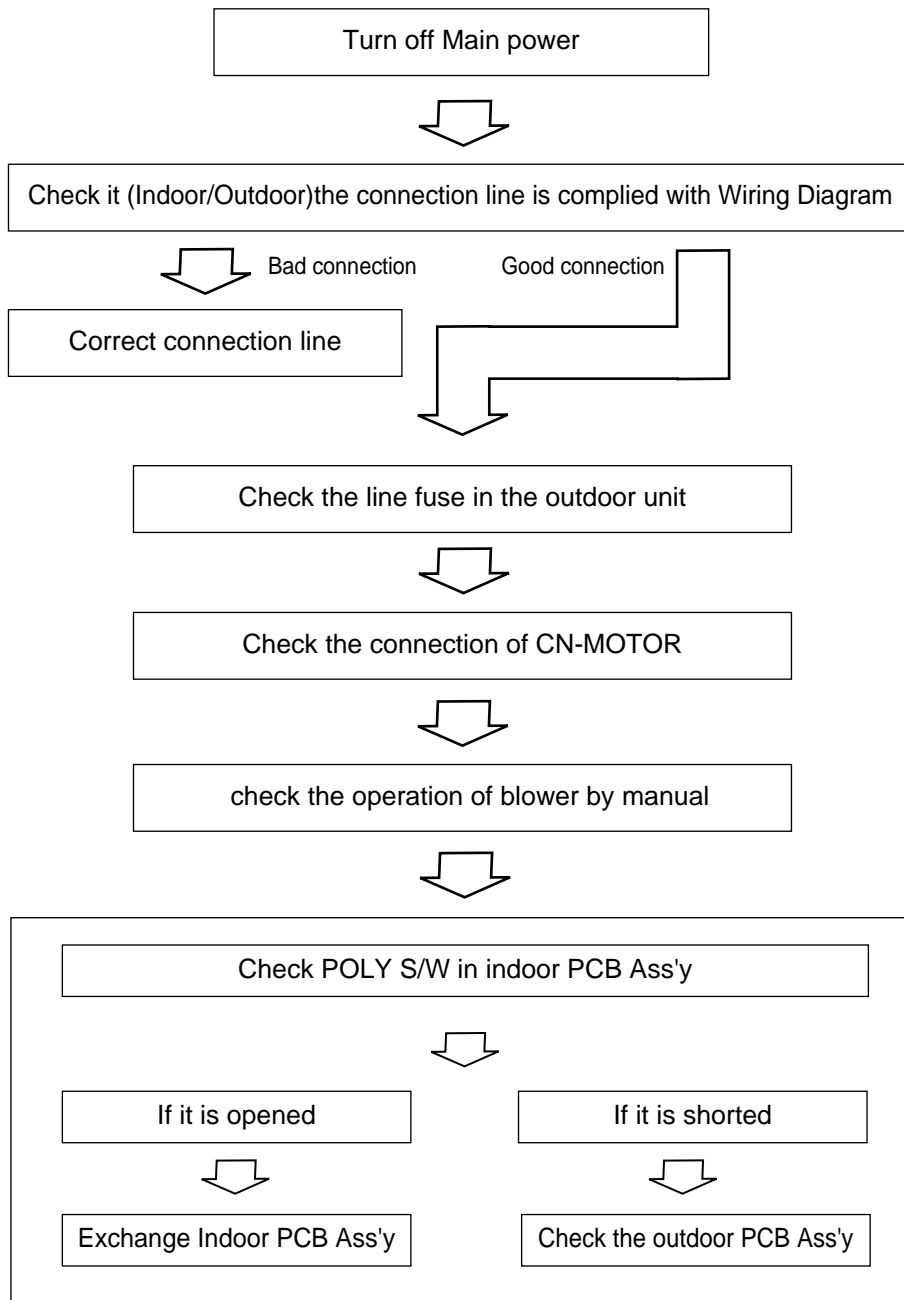 Turn off Main power
Check it (Indoor/Outdoor)the connection line is complied with Wiring Diagram
Bad connection
Good connection
Correct connection line
Check the line fuse in the outdoor unit
Check the connection of CN-MOTOR
check the operation of blower by manual
Check POLY S/W in indoor PCB Ass'y
If it is opened
If it is shorted
Exchange Indoor PCB Ass'y
Check the outdoor PCB Ass'y